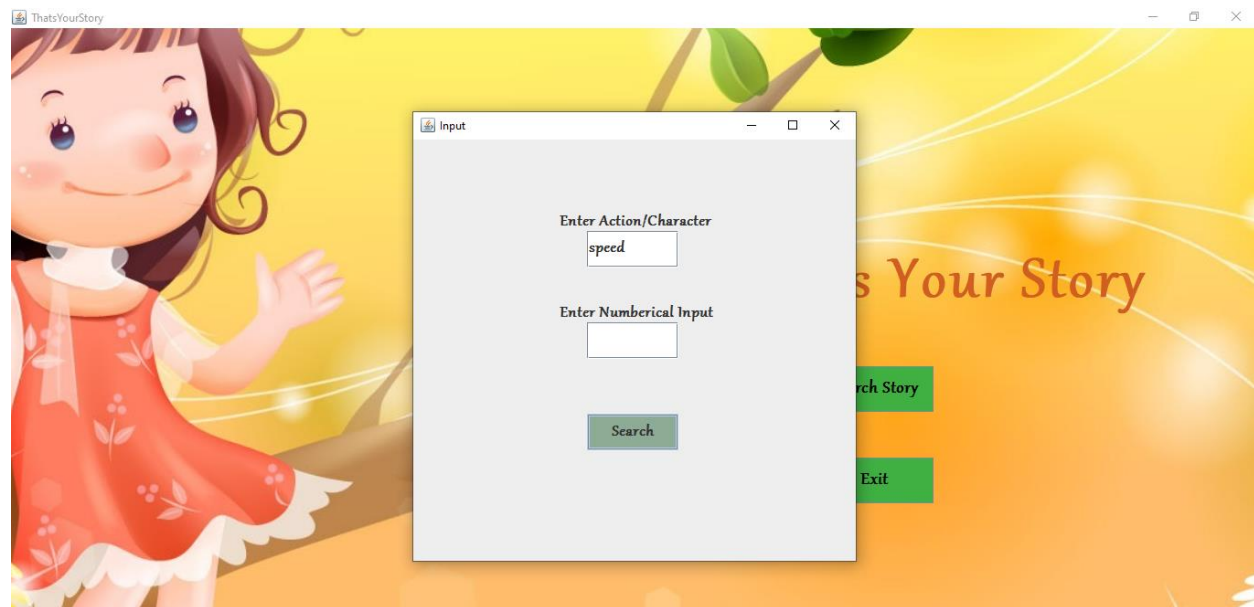 ThatsYourStory
Input
Enter Action/Character
speed
s Your Story
Enter Numberical Input
rch Story
Search
Exit